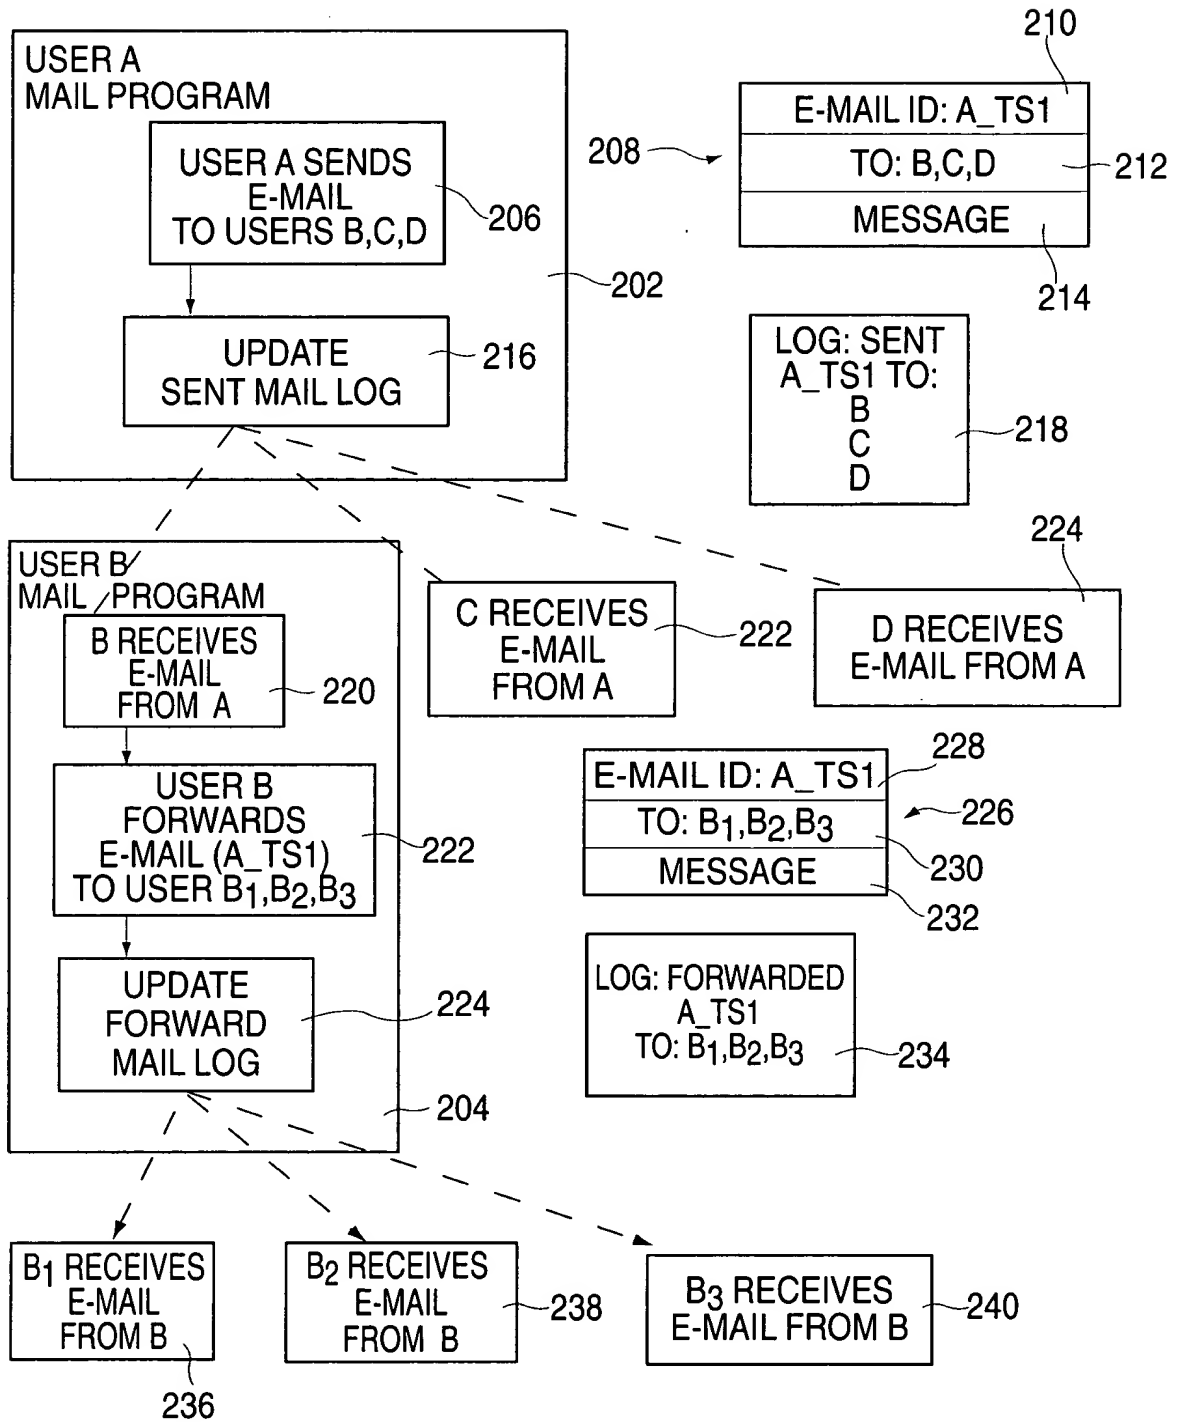 USER A
MAIL PROGRAM
USER A SENDS
E-MAIL
TO USERS B,C,D
206
202
UPDATE
SENT MAIL LOG
216
210
208
E-MAIL ID: A_TS1
TO: B,C,D
212
MESSAGE
214
LOG: SENT
A_TS1 TO:
B
C
D
218
USER B
MAIL PROGRAM
B RECEIVES
E-MAIL
FROM A
220
C RECEIVES
E-MAIL
FROM A
222
224
D RECEIVES
E-MAIL FROM A
USER B
FORWARDS
E-MAIL (A_TS1)
TO USER B1,B2,B3
222
228
E-MAIL ID: A_TS1
226
TO: B1,B2,B3
230
MESSAGE
232
UPDATE
FORWARD
MAIL LOG
224
204
LOG: FORWARDED
A_TS1
TO: B1,B2,B3
234
B1 RECEIVES
E-MAIL
FROM B
236
B2 RECEIVES
E-MAIL
FROM B
238
B3 RECEIVES
E-MAIL FROM B
240